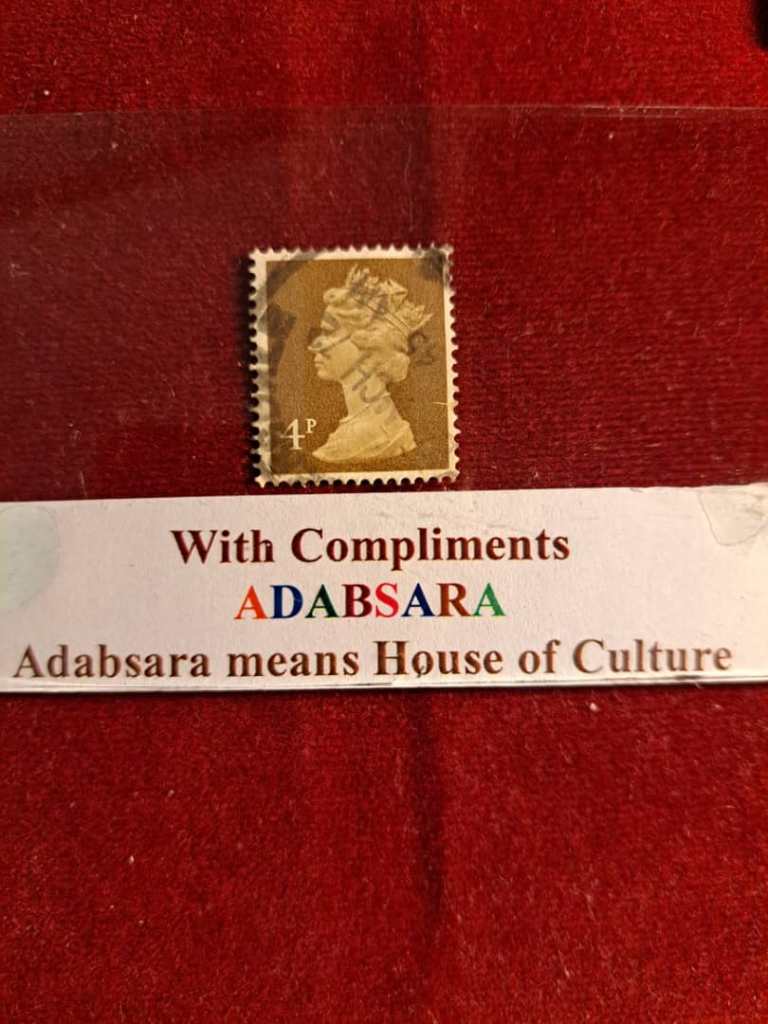 4P
With Compliments
ADABSARA
Adabsara means House of Culture